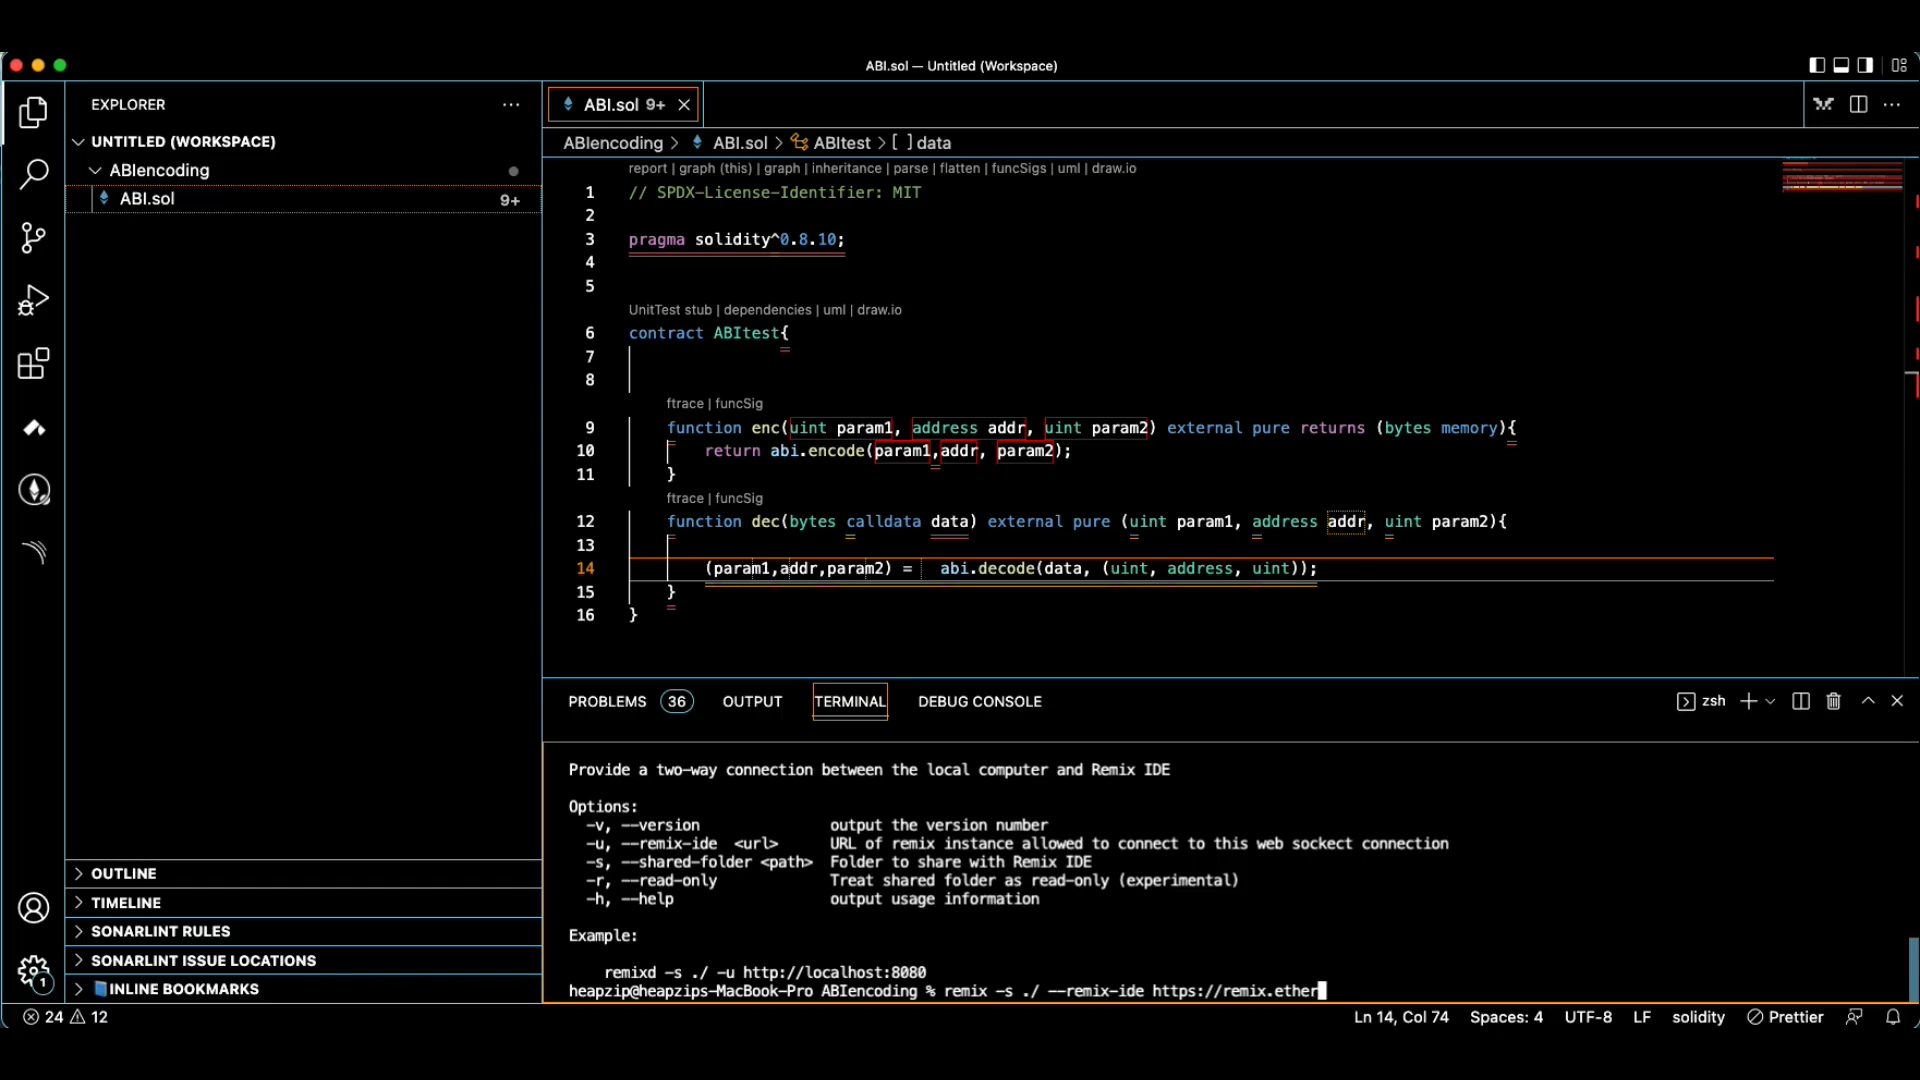 ABI.sol — Untitled (Workspace)
EXPLORER
UNTITLED (WORKSPACE)
ABIencoding
ABI.sol 9+
OUTLINE
TIMELINE
SONARLINT RULES
SONARLINT ISSUE LOCATIONS
INLINE BOOKMARKS
1
ABI.sol 9+
ABIencoding > ABI.sol > ABItest > [ ] data
report | graph (this) | graph | inheritance | parse | flatten | funcSigs | uml | draw.io
1 // SPDX-License-Identifier: MIT
2
3 pragma solidity^0.8.10;
4
5
UnitTest stub | dependencies | uml | draw.io
6 contract ABItest{
7
8
ftrace | funcSig
9 function enc(uint param1, address addr, uint param2) external pure returns (bytes memory){
10 return abi.encode(param1,addr, param2);
11 }
ftrace | funcSig
12 function dec(bytes calldata data) external pure (uint param1, address addr, uint param2){
13
14 (param1,addr,param2) = abi.decode(data, (uint, address, uint));
15 }
16 }
PROBLEMS 36 OUTPUT TERMINAL DEBUG CONSOLE
zsh
Provide a two-way connection between the local computer and Remix IDE
Options:
-v, --version output the version number
-u, --remix-ide <url> URL of remix instance allowed to connect to this web sockect connection
-s, --shared-folder <path> Folder to share with Remix IDE
-r, --read-only Treat shared folder as read-only (experimental)
-h, --help output usage information
Example:
remixd -s ./ -u http://localhost:8080
heapzip@heapzips-MacBook-Pro ABIencoding % remix -s ./ --remix-ide https://remix.ether
24 12
Ln 14, Col 74 Spaces: 4 UTF-8 LF solidity Prettier